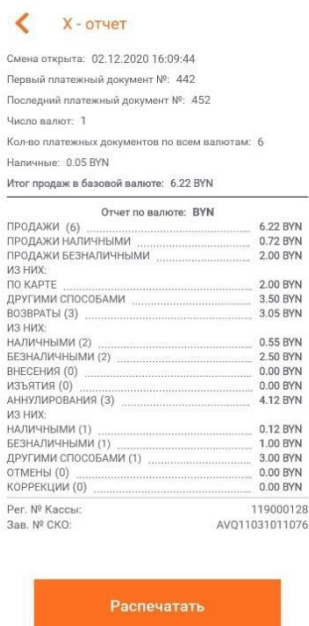 Х - отчет
Смена открыта: 02.12.2020 16:09:44
Первый платежный документ №: 442
Последний платежный документ №: 452
Число валют: 1
Кол-во платежных документов по всем валютам: 6
Наличные: 0.05 BYN
Итог продаж в базовой валюте: 6.22 BYN
Отчет по валюте: BYN
ПРОДАЖИ (6) 6.22 BYN
ПРОДАЖИ НАЛИЧНЫМИ 0.72 BYN
ПРОДАЖИ БЕЗНАЛИЧНЫМИ 2.00 BYN
ИЗ НИХ:
ПО КАРТЕ 2.00 BYN
ДРУГИМИ СПОСОБАМИ 3.50 BYN
ВОЗВРАТЫ (3) 3.05 BYN
ИЗ НИХ:
НАЛИЧНЫМИ (2) 0.55 BYN
БЕЗНАЛИЧНЫМИ (2) 2.50 BYN
ВНЕСЕНИЯ (0) 0.00 BYN
ИЗЪЯТИЯ (0) 0.00 BYN
АННУЛИРОВАНИЯ (3) 4.12 BYN
ИЗ НИХ:
НАЛИЧНЫМИ (1) 0.12 BYN
БЕЗНАЛИЧНЫМИ (1) 1.00 BYN
ДРУГИМИ СПОСОБАМИ (1) 3.00 BYN
ОТМЕНЫ (0) 0.00 BYN
КОРРЕКЦИИ (0) 0.00 BYN
Рег. № Кассы: 119000128
Зав. № СКО: AVQ11031011076
Распечатать